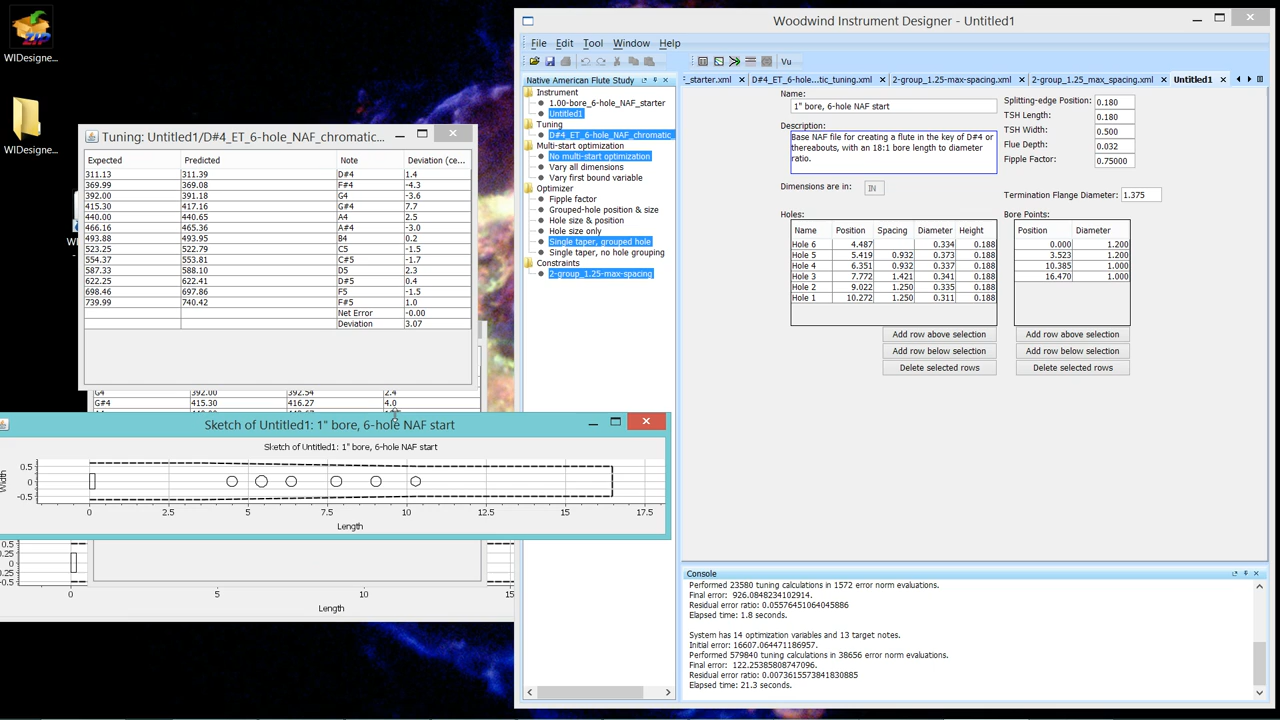 WIDesigne...
WIDesigne...
Tuning: Untitled1/D#4_ET_6-hole_NAF_chromatic...
Expected Predicted Note Deviation (ce...
311.13 311.39 D#4 1.4
369.99 369.08 F#4 -4.3
392.00 391.18 G4 -3.6
415.30 417.16 G#4 7.7
440.00 440.65 A4 2.5
466.16 465.36 A#4 -3.0
493.88 493.95 B4 0.2
523.25 522.79 C5 -1.5
554.37 553.81 C#5 -1.7
587.33 588.10 D5 2.3
622.25 622.41 D#5 0.4
698.46 697.86 F5 -1.5
739.99 740.42 F#5 1.0
Net Error -0.00
Deviation 3.07
G4 392.00 392.54 2.4
G#4 415.30 416.27 4.0
Sketch of Untitled1: 1" bore, 6-hole NAF start
Sketch of Untitled1: 1" bore, 6-hole NAF start
Width
0.5
0
-0.5
0 2.5 5 7.5 10 12.5 15 17.5
Length
0.5
0.25
0
-0.25
-0.5
0 5 10 15
Length
Woodwind Instrument Designer - Untitled1
File Edit Tool Window Help
Vu
Native American Flute Study
Instrument
1.00-bore_6-hole_NAF_starter
Untitled1
Tuning
D#4_ET_6-hole_NAF_chromatic_
Multi-start optimization
No multi-start optimization
Vary all dimensions
Vary first bound variable
Optimizer
Fipple factor
Grouped-hole position & size
Hole size & position
Hole size only
Single taper, grouped hole
Single taper, no hole grouping
Constraints
2-group_1.25-max-spacing
:_starter.xml D#4_ET_6-hole...tic_tuning.xml 2-group_1.25-max-spacing.xml 2-group_1.25_max_spacing.xml Untitled1
Name:
1" bore, 6-hole NAF start
Description:
Base NAF file for creating a flute in the key of D#4 or
thereabouts, with an 18:1 bore length to diameter
ratio.
Dimensions are in: IN
Splitting-edge Position: 0.180
TSH Length: 0.180
TSH Width: 0.500
Flue Depth: 0.032
Fipple Factor: 0.75000
Termination Flange Diameter: 1.375
Holes:
Name Position Spacing Diameter Height
Hole 6 4.487 0.334 0.188
Hole 5 5.419 0.932 0.373 0.188
Hole 4 6.351 0.932 0.337 0.188
Hole 3 7.772 1.421 0.341 0.188
Hole 2 9.022 1.250 0.335 0.188
Hole 1 10.272 1.250 0.311 0.188
Add row above selection
Add row below selection
Delete selected rows
Bore Points:
Position Diameter
0.000 1.200
3.523 1.200
10.385 1.000
16.470 1.000
Add row above selection
Add row below selection
Delete selected rows
Console
Performed 23580 tuning calculations in 1572 error norm evaluations.
Final error: 926.0848234102914.
Residual error ratio: 0.05576451064045886
Elapsed time: 1.8 seconds.
System has 14 optimization variables and 13 target notes.
Initial error: 16607.064471186957.
Performed 579840 tuning calculations in 38656 error norm evaluations.
Final error: 122.25385808747096.
Residual error ratio: 0.0073615573841830885
Elapsed time: 21.3 seconds.